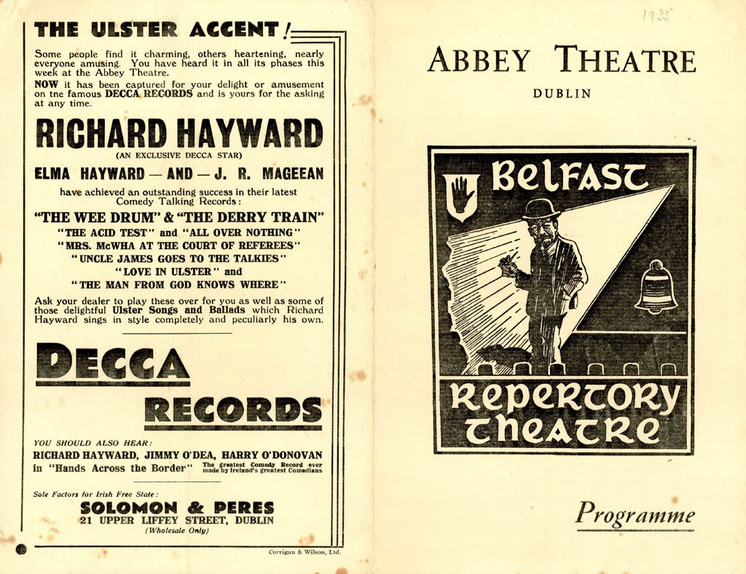 THE ULSTER ACCENT!
Some people find it charming, others heartening, nearly
everyone amusing. You have heard it in all its phases this
week at the Abbey Theatre.
NOW it has been captured for your delight or amusement
on tne famous DECCA RECORDS and is yours for the asking
at any time.
RICHARD HAYWARD
(AN EXCLUSIVE DECCA STAR)
ELMA HAYWARD — AND — J. R. MAGEEAN
have achieved an outstanding success in their latest
Comedy Talking Records :
"THE WEE DRUM" & "THE DERRY TRAIN"
"THE ACID TEST" and "ALL OVER NOTHING"
"MRS. McWHA AT THE COURT OF REFEREES"
"UNCLE JAMES GOES TO THE TALKIES"
"LOVE IN ULSTER" and
"THE MAN FROM GOD KNOWS WHERE"
Ask your dealer to play these over for you as well as some of
those delightful Ulster Songs and Ballads which Richard
Hayward sings in style completely and peculiarly his own.
DECCA
RECORDS
YOU SHOULD ALSO HEAR :
RICHARD HAYWARD, JIMMY O'DEA, HARRY O'DONOVAN
in "Hands Across the Border" The greatest Comedy Record ever
made by Ireland's greatest Comedians
Sole Factors for Irish Free State :
SOLOMON & PERES
21 UPPER LIFFEY STREET, DUBLIN
(Wholesale Only)
Corrigan & Wilson, Ltd.
1935
ABBEY THEATRE
DUBLIN
BELFAST
REPERTORY
THEATRE
Programme